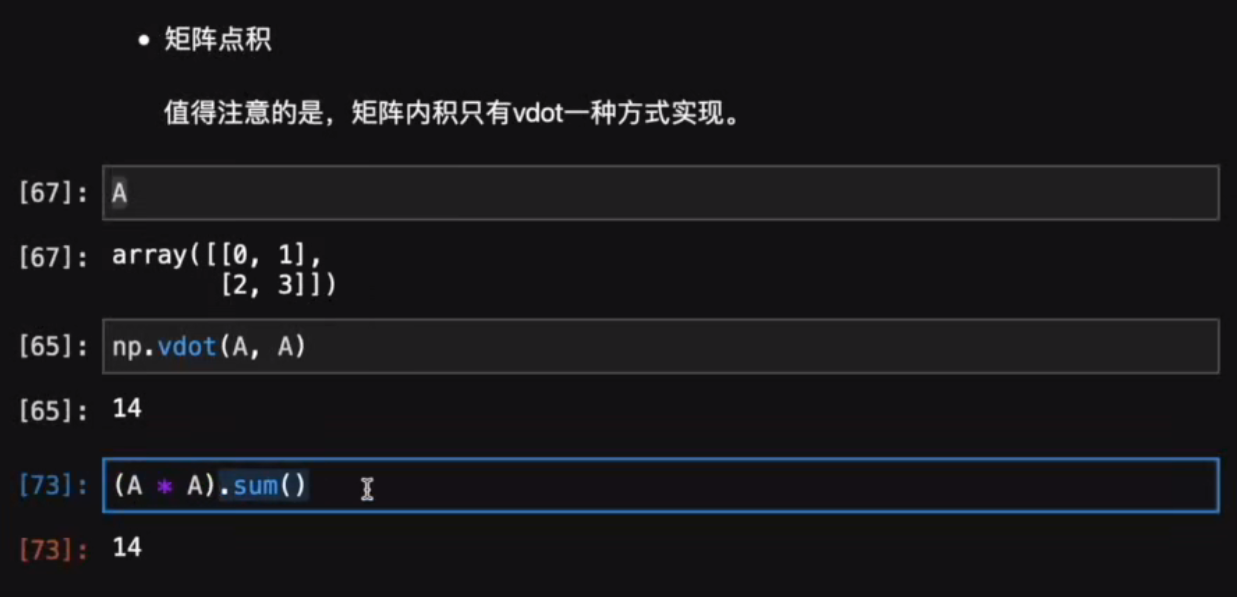 • 矩阵点积
值得注意的是，矩阵内积只有vdot一种方式实现。
[67]: A
[67]: array([[0, 1],
[2, 3]])
[65]: np.vdot(A, A)
[65]: 14
[73]: (A * A).sum()
[73]: 14